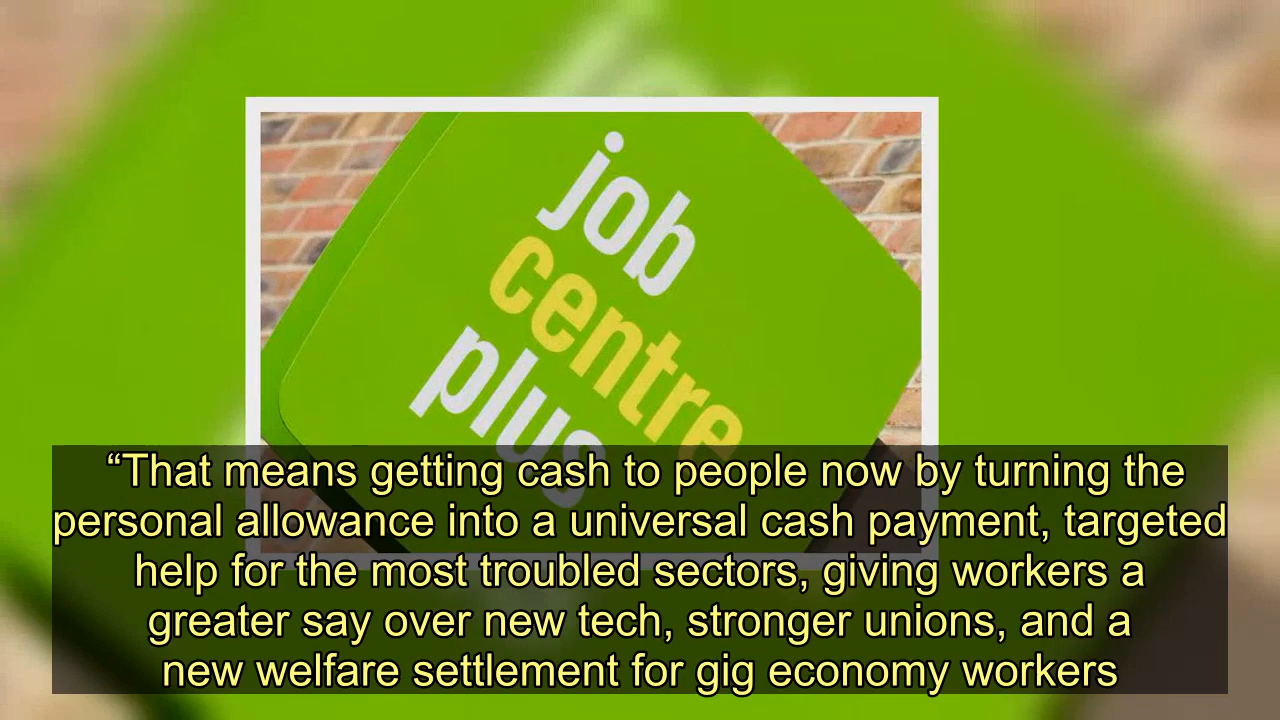 job
centre
plus
“That means getting cash to people now by turning the
personal allowance into a universal cash payment, targeted
help for the most troubled sectors, giving workers a
greater say over new tech, stronger unions, and a
new welfare settlement for gig economy workers